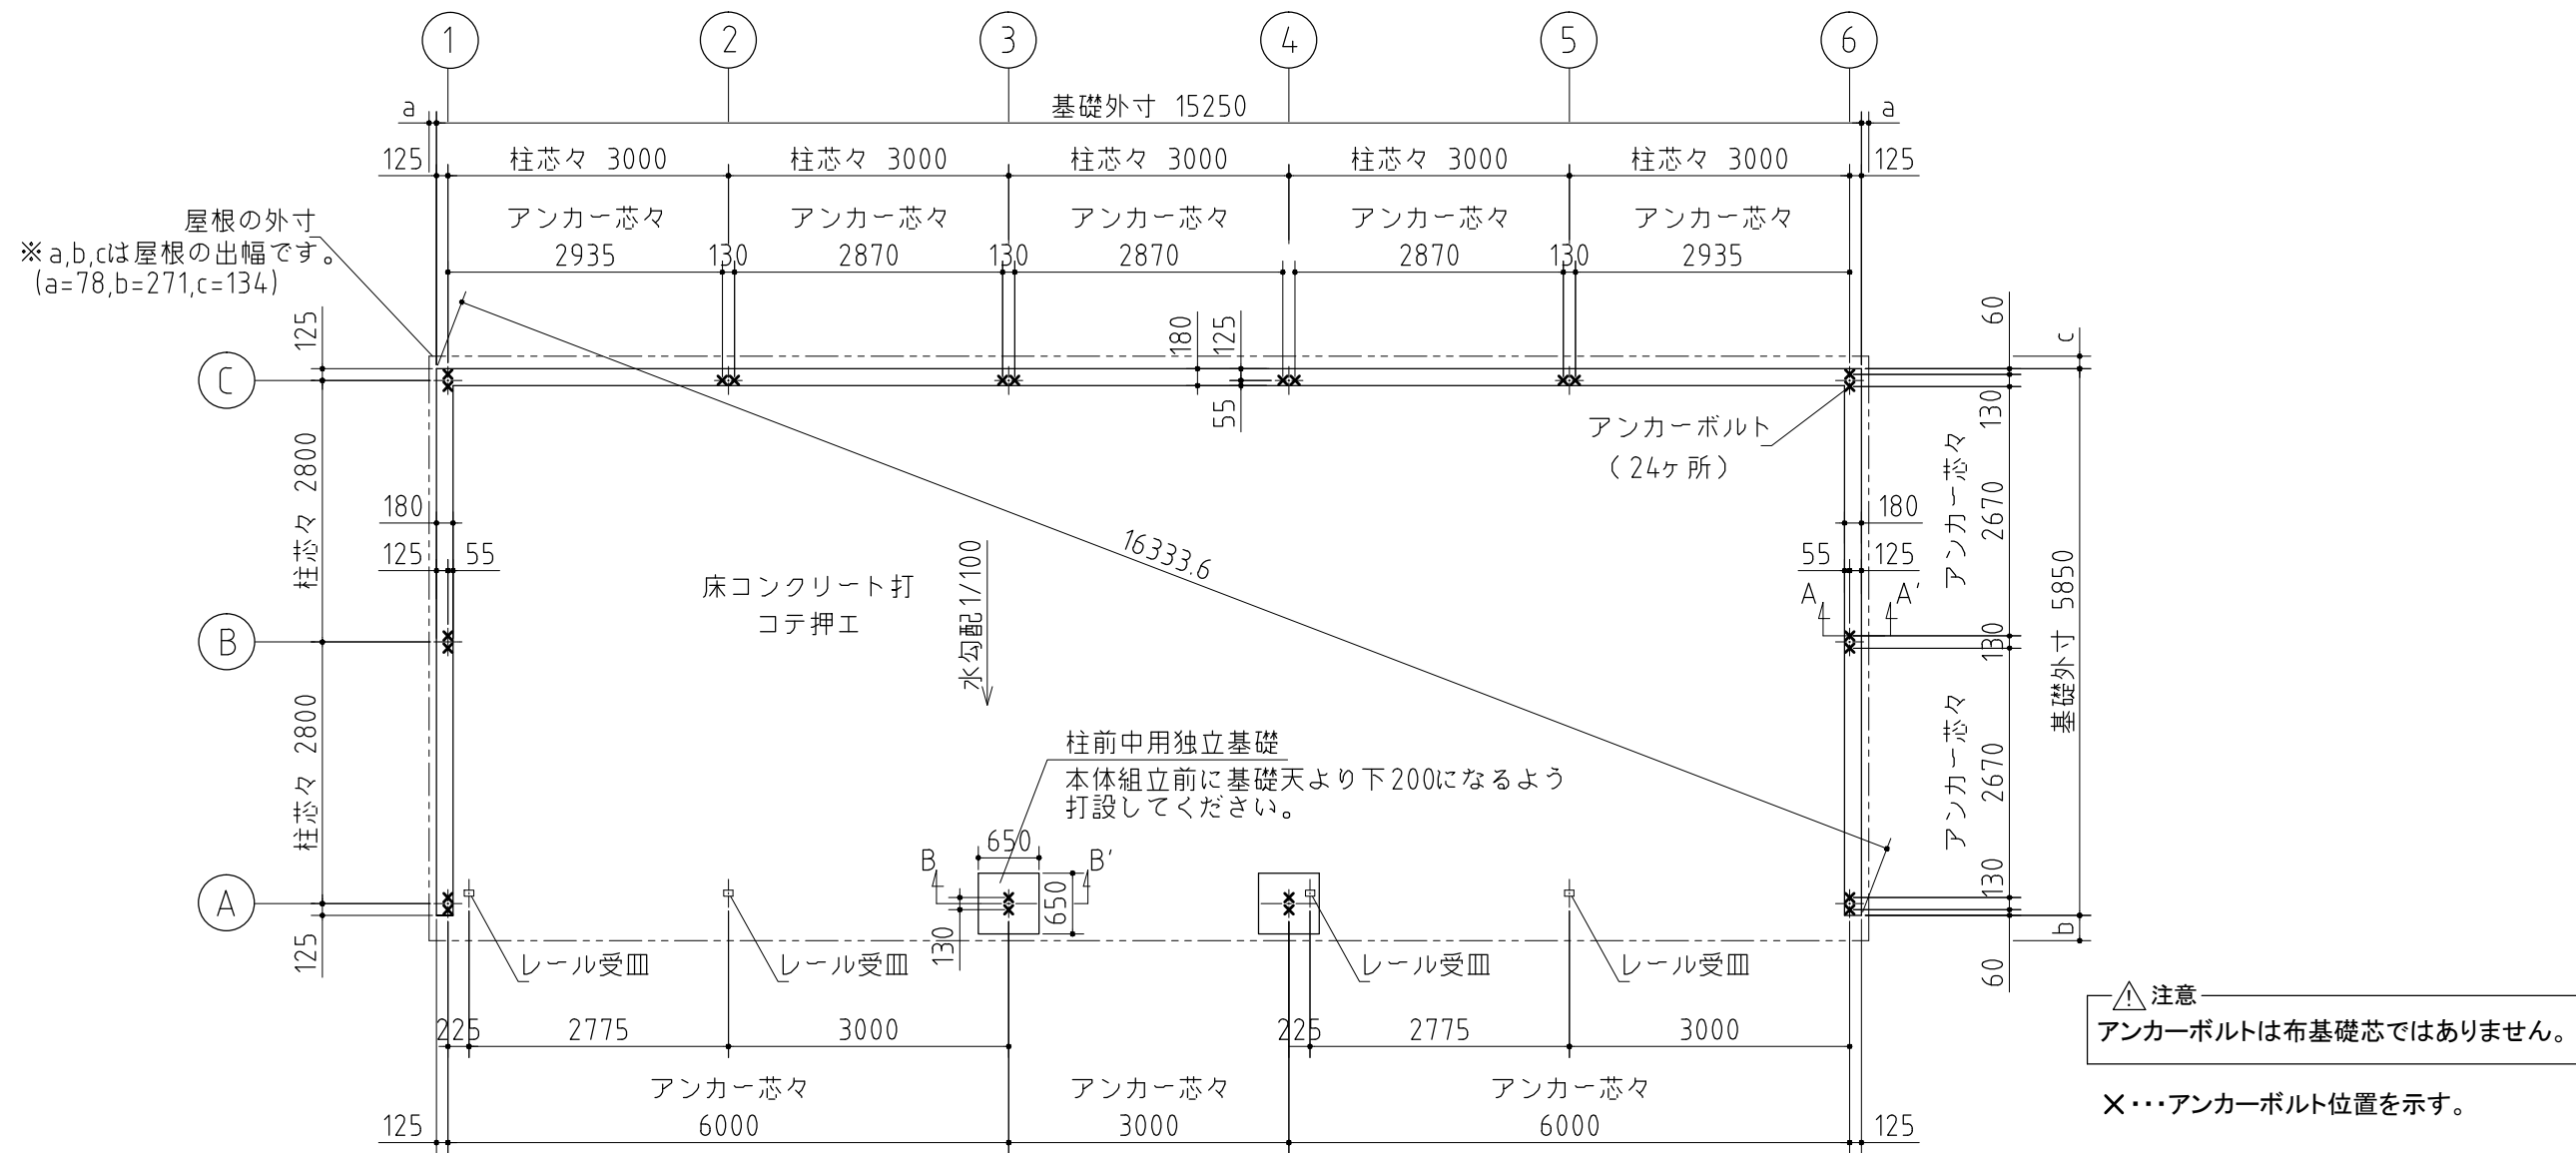 1 2 3 4 5 6
a 基礎外寸 15250 a
125 柱芯々 3000 柱芯々 3000 柱芯々 3000 柱芯々 3000 柱芯々 3000 125
アンカー芯々 アンカー芯々 アンカー芯々 アンカー芯々 アンカー芯々
2935 130 2870 130 2870 2870 130 2935
屋根の外寸
※a,b,cは屋根の出幅です。
(a=78,b=271,c=134)
125
180 125
60
c
C
55
130
アンカーボルト
(24ヶ所)
柱芯々 2800
アンカー芯々
2670
180
180
125 55
55 125
16333.6
床コンクリート打
コテ押エ
水勾配1/100
A A'
基礎外寸 5850
B
130
柱芯々 2800
アンカー芯々
2670
柱前中用独立基礎
本体組立前に基礎天より下200になるよう
打設してください。
650
B B'
650
130
A
130
125
b
60
レール受皿 レール受皿 レール受皿 レール受皿
225 2775 3000 225 2775 3000
アンカー芯々 アンカー芯々 アンカー芯々
125 6000 3000 6000 125
注意
アンカーボルトは布基礎芯ではありません。
×・・・アンカーボルト位置を示す。